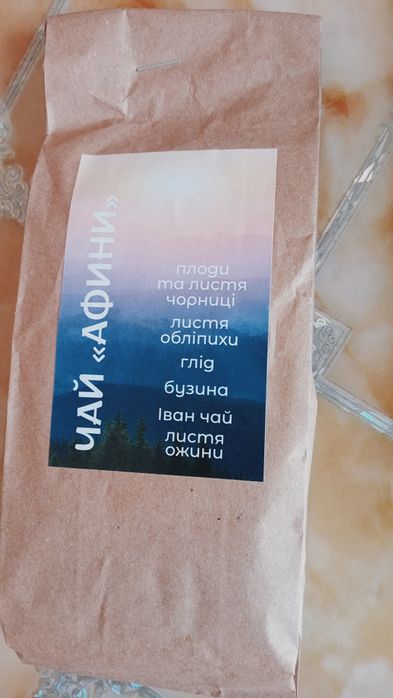 ЧАЙ «АФИНИ»
плоди
та листя
чорниці
листя
обліпихи
глід
бузина
Іван чай
листя
ожини